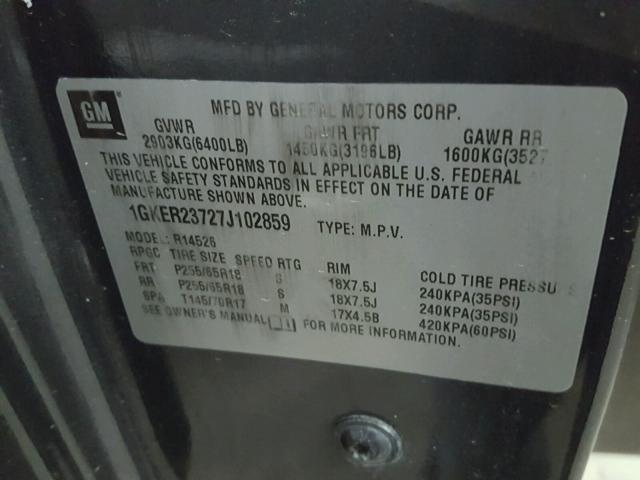 GM
MFD BY GENERAL MOTORS CORP.
GVWR GAWR FRT GAWR RR
2903KG(6400LB) 1450KG(3196LB) 1600KG(3527
THIS VEHICLE CONFORMS TO ALL APPLICABLE U.S. FEDERAL
VEHICLE SAFETY STANDARDS IN EFFECT ON THE DATE OF
MANUFACTURE SHOWN ABOVE.
1GKER23727J102859 TYPE: M.P.V.
MODEL: R14526
RPGC TIRE SIZE SPEED RTG RIM COLD TIRE PRESSU S
FRT P255/65R18 S 18X7.5J 240KPA(35PSI)
RR P255/65R18 S 18X7.5J 240KPA(35PSI)
SPA T145/70R17 M 17X4.5B 420KPA(60PSI)
SEE OWNER'S MANUAL FOR MORE INFORMATION.